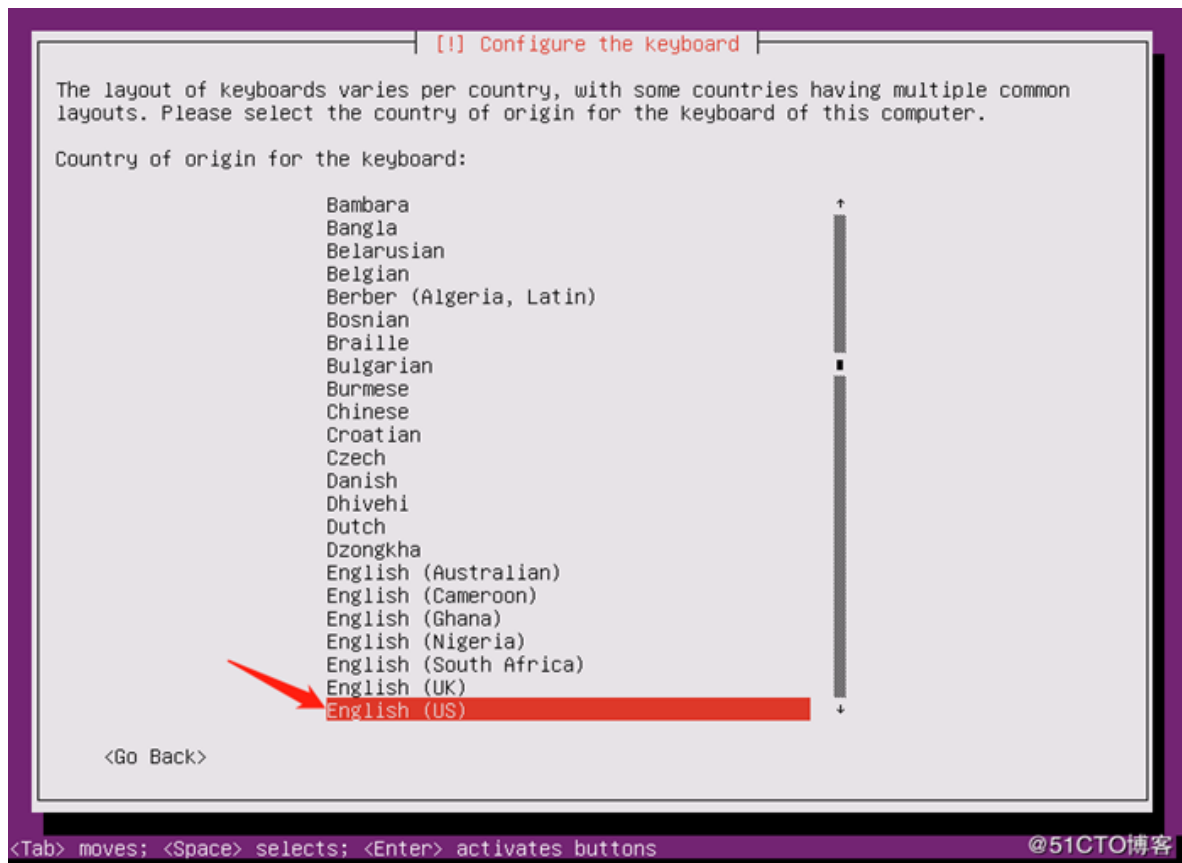 [!] Configure the keyboard
The layout of keyboards varies per country, with some countries having multiple common
layouts. Please select the country of origin for the keyboard of this computer.
Country of origin for the keyboard:
Bambara
Bangla
Belarusian
Belgian
Berber (Algeria, Latin)
Bosnian
Braille
Bulgarian
Burmese
Chinese
Croatian
Czech
Danish
Dhivehi
Dutch
Dzongkha
English (Australian)
English (Cameroon)
English (Ghana)
English (Nigeria)
English (South Africa)
English (UK)
English (US)
<Go Back>
<Tab> moves; <Space> selects; <Enter> activates buttons
@51CTO博客